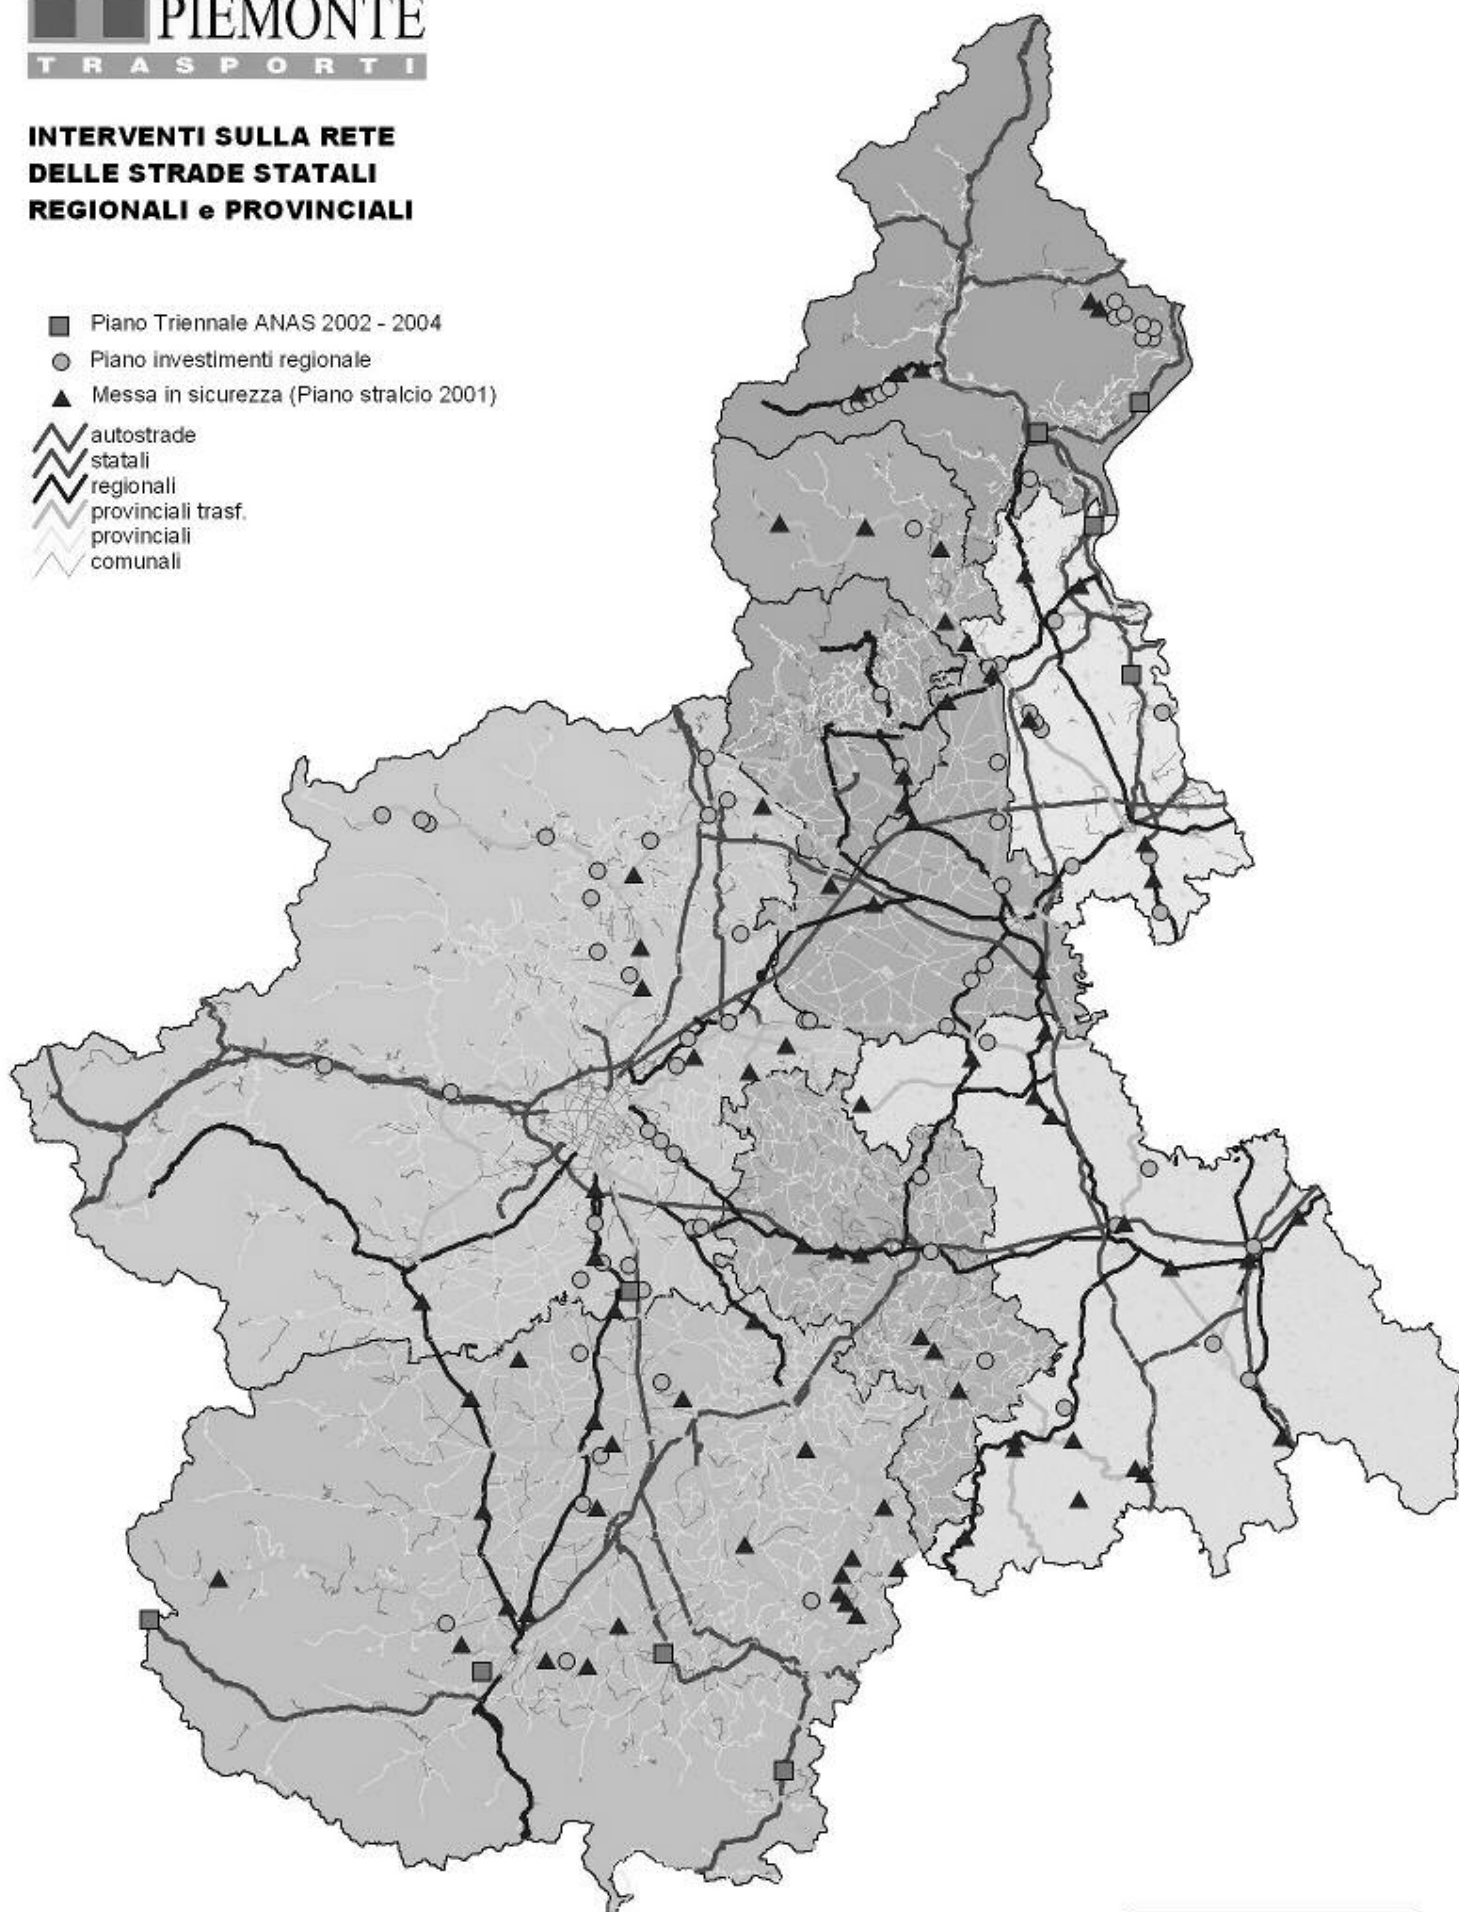 PIEMONTE
TRASPORTI
INTERVENTI SULLA RETE
DELLE STRADE STATALI
REGIONALI e PROVINCIALI
Piano Triennale ANAS 2002 - 2004
Piano investimenti regionale
Messa in sicurezza (Piano stralcio 2001)
autostrade
statali
regionali
provinciali trasf.
provinciali
comunali